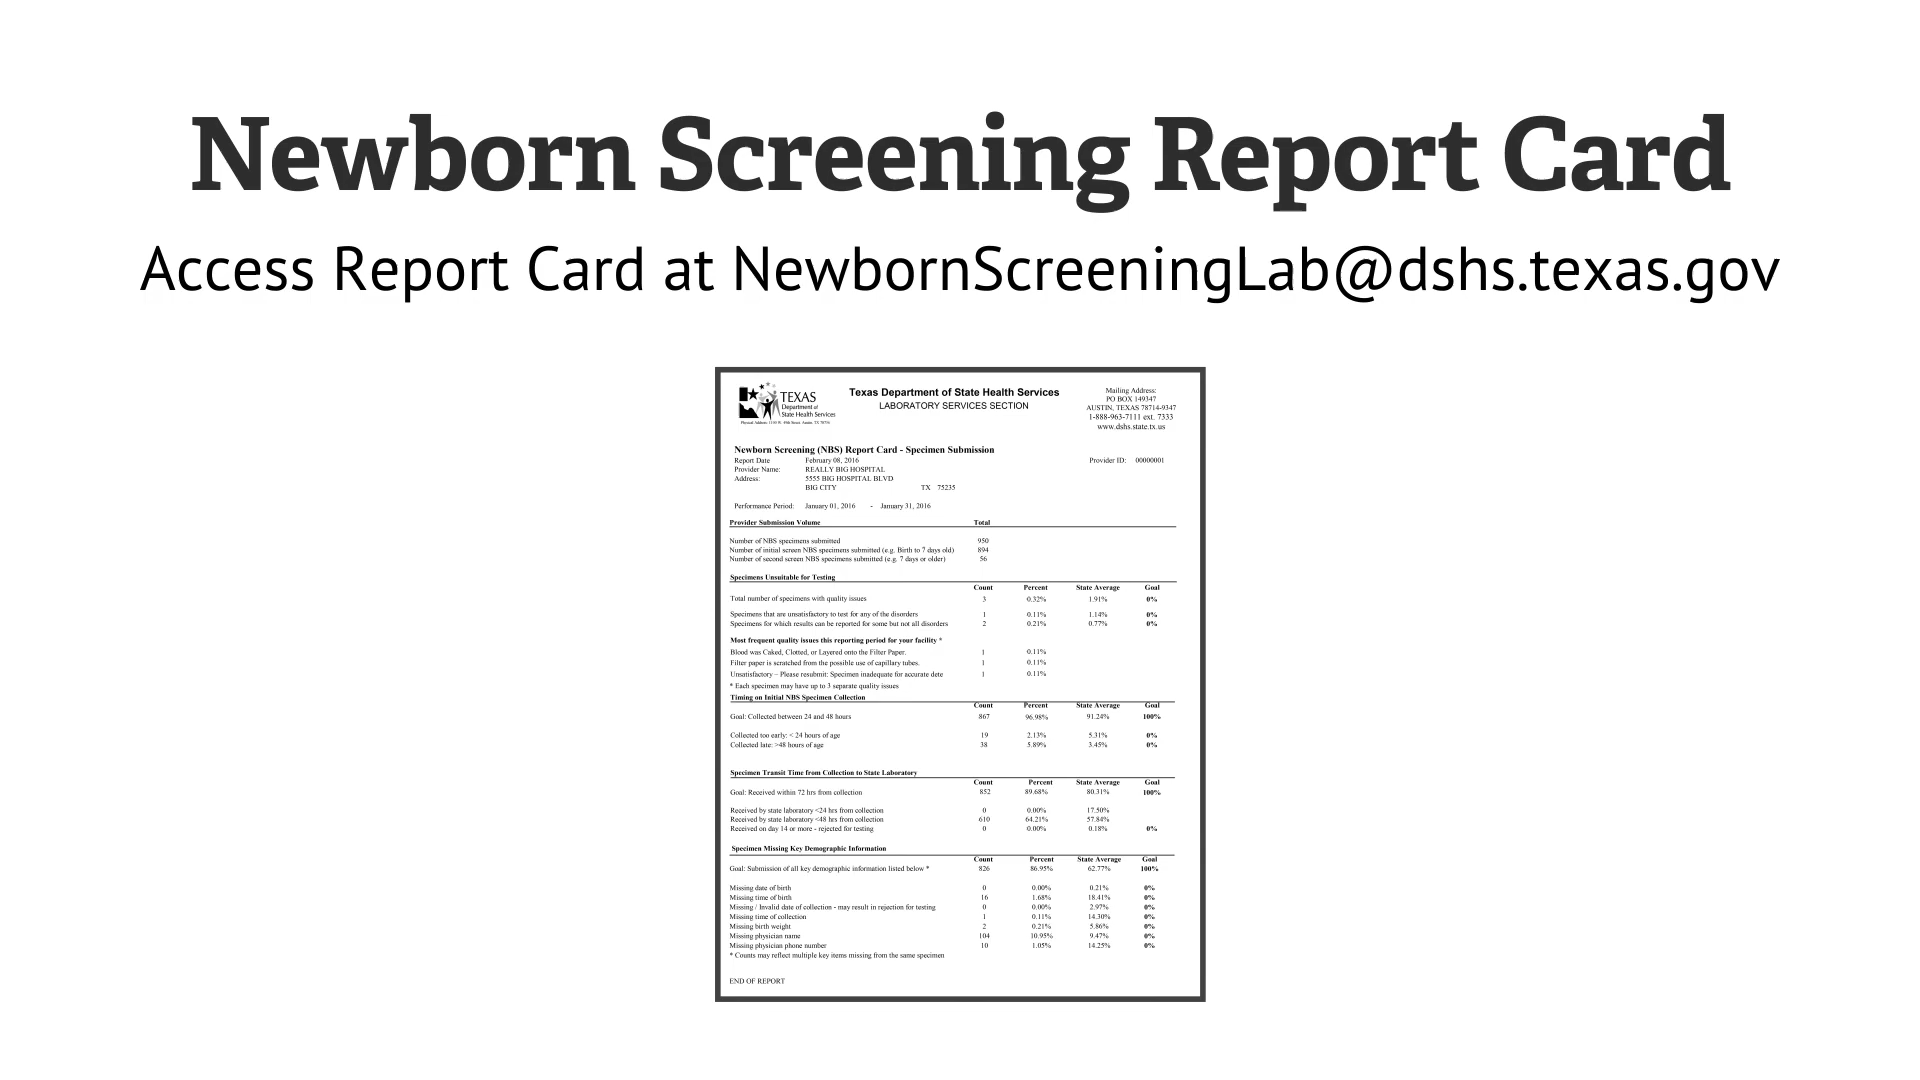 Newborn Screening Report Card
Access Report Card at NewbornScreeningLab@dshs.texas.gov
TEXAS
Department of
State Health Services
Physical Address: 1100 W. 49th Street, Austin, TX 78756
Texas Department of State Health Services
LABORATORY SERVICES SECTION
Mailing Address:
PO BOX 149347
AUSTIN, TEXAS 78714-9347
1-888-963-7111 ext. 7333
www.dshs.state.tx.us
Newborn Screening (NBS) Report Card - Specimen Submission
Report Date February 08, 2016 Provider ID: 00000001
Provider Name: REALLY BIG HOSPITAL
Address: 5555 BIG HOSPITAL BLVD
BIG CITY TX 75235
Performance Period: January 01, 2016 - January 31, 2016
Provider Submission Volume Total
Number of NBS specimens submitted 950
Number of initial screen NBS specimens submitted (e.g. Birth to 7 days old) 894
Number of second screen NBS specimens submitted (e.g. 7 days or older) 56
Specimens Unsuitable for Testing
Count Percent State Average Goal
Total number of specimens with quality issues 3 0.32% 1.91% 0%
Specimens that are unsatisfactory to test for any of the disorders 1 0.11% 1.14% 0%
Specimens for which results can be reported for some but not all disorders 2 0.21% 0.77% 0%
Most frequent quality issues this reporting period for your facility *
Blood was Caked, Clotted, or Layered onto the Filter Paper. 1 0.11%
Filter paper is scratched from the possible use of capillary tubes. 1 0.11%
Unsatisfactory – Please resubmit: Specimen inadequate for accurate dete 1 0.11%
* Each specimen may have up to 3 separate quality issues
Timing on Initial NBS Specimen Collection
Count Percent State Average Goal
Goal: Collected between 24 and 48 hours 867 96.98% 91.24% 100%
Collected too early: < 24 hours of age 19 2.13% 5.31% 0%
Collected late: >48 hours of age 38 5.89% 3.45% 0%
Specimen Transit Time from Collection to State Laboratory
Count Percent State Average Goal
Goal: Received within 72 hrs from collection 852 89.68% 80.31% 100%
Received by state laboratory <24 hrs from collection 0 0.00% 17.50%
Received by state laboratory <48 hrs from collection 610 64.21% 57.84%
Received on day 14 or more - rejected for testing 0 0.00% 0.18% 0%
Specimen Missing Key Demographic Information
Count Percent State Average Goal
Goal: Submission of all key demographic information listed below * 826 86.95% 62.77% 100%
Missing date of birth 0 0.00% 0.21% 0%
Missing time of birth 16 1.68% 18.41% 0%
Missing / Invalid date of collection - may result in rejection for testing 0 0.00% 2.97% 0%
Missing time of collection 1 0.11% 14.30% 0%
Missing birth weight 2 0.21% 5.86% 0%
Missing physician name 104 10.95% 9.47% 0%
Missing physician phone number 10 1.05% 14.25% 0%
* Counts may reflect multiple key items missing from the same specimen
END OF REPORT